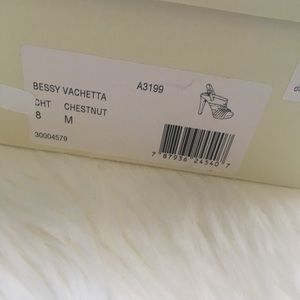 BESSY VACHETTA A3199
CHT CHESTNUT
8 M
30004579
7 87936 24540 7